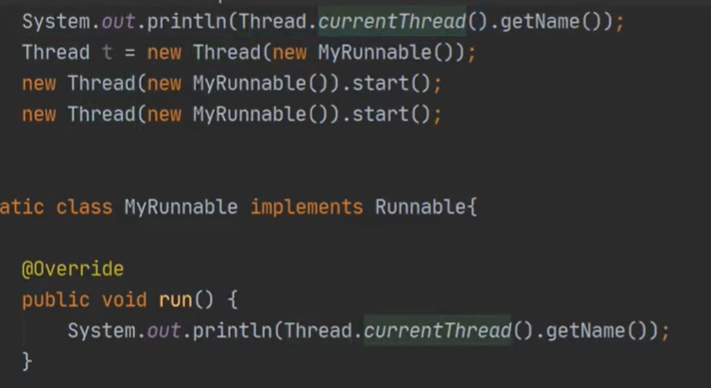 System.out.println(Thread.currentThread().getName());
Thread t = new Thread(new MyRunnable());
new Thread(new MyRunnable()).start();
new Thread(new MyRunnable()).start();
atic class MyRunnable implements Runnable{
@Override
public void run() {
System.out.println(Thread.currentThread().getName());
}